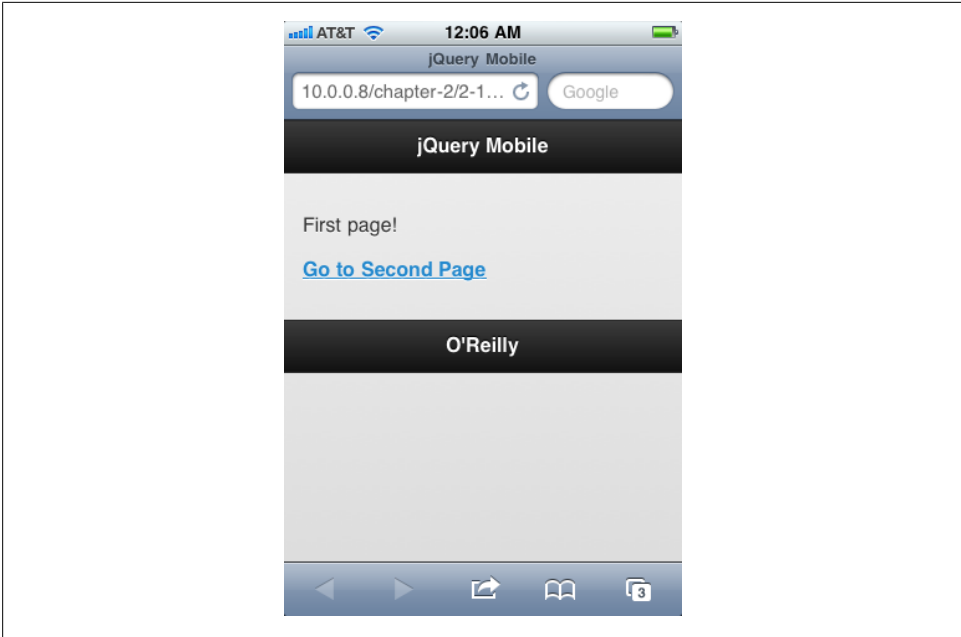 AT&T 12:06 AM
jQuery Mobile
10.0.0.8/chapter-2/2-1... Google
jQuery Mobile
First page!
Go to Second Page
O'Reilly
3